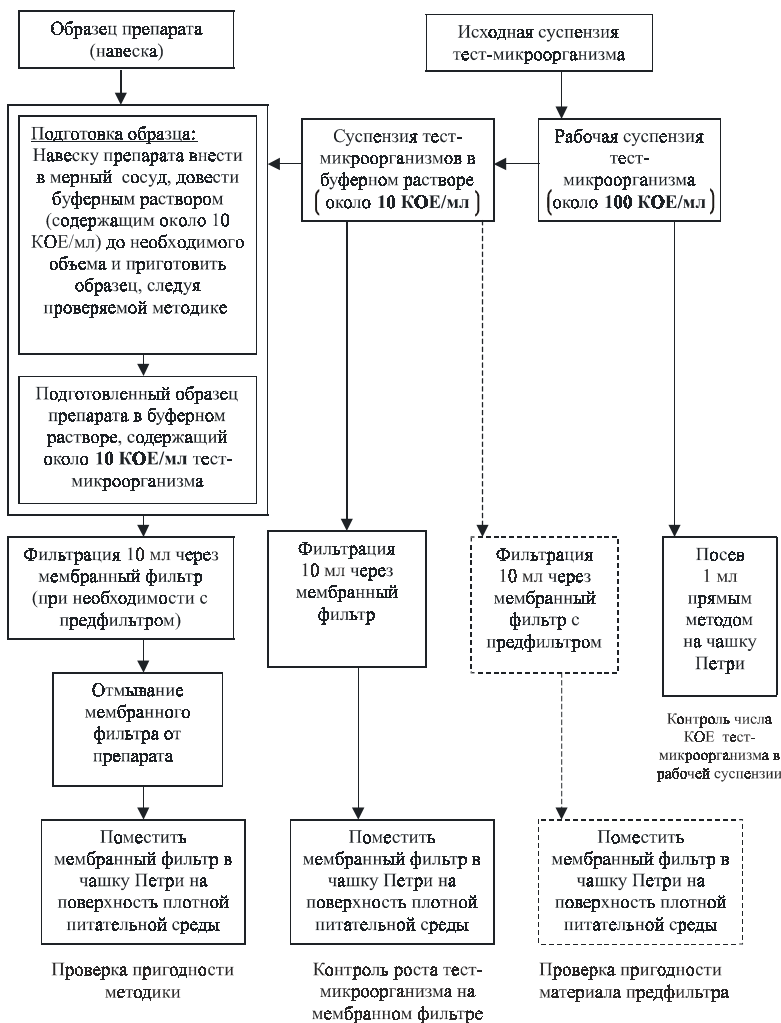 Образец препарата
(навеска)
Исходная суспензия
тест-микроорганизма
Подготовка образца:
Навеску препарата внести
в мерный сосуд, довести
буферным раствором
(содержащим около 10
КОЕ/мл) до необходимого
объема и приготовить
образец, следуя
проверяемой методике
Суспензия тест-
микроорганизмов в
буферном растворе
(около 10 КОЕ/мл)
Рабочая суспензия
тест-
микроорганизма
(около 100 КОЕ/мл)
Подготовленный образец
препарата в буферном
растворе, содержащий
около 10 КОЕ/мл тест-
микроорганизма
Фильтрация 10 мл через
мембранный фильтр
(при необходимости с
предфильтром)
Фильтрация
10 мл через
мембранный
фильтр
Фильтрация
10 мл через
мембранный
фильтр с
предфильтром
Посев
1 мл
прямым
методом
на чашку
Петри
Отмывание
мембранного
фильтра от
препарата
Контроль числа
КОЕ тест-
микроорганизма в
рабочей суспензии
Поместить
мембранный фильтр в
чашку Петри на
поверхность плотной
питательной среды
Поместить
мембранный фильтр в
чашку Петри на
поверхность плотной
питательной среды
Поместить
мембранный фильтр в
чашку Петри на
поверхность плотной
питательной среды
Проверка пригодности
методики
Контроль роста тест-
микроорганизма на
мембранном фильтре
Проверка пригодности
материала предфильтра